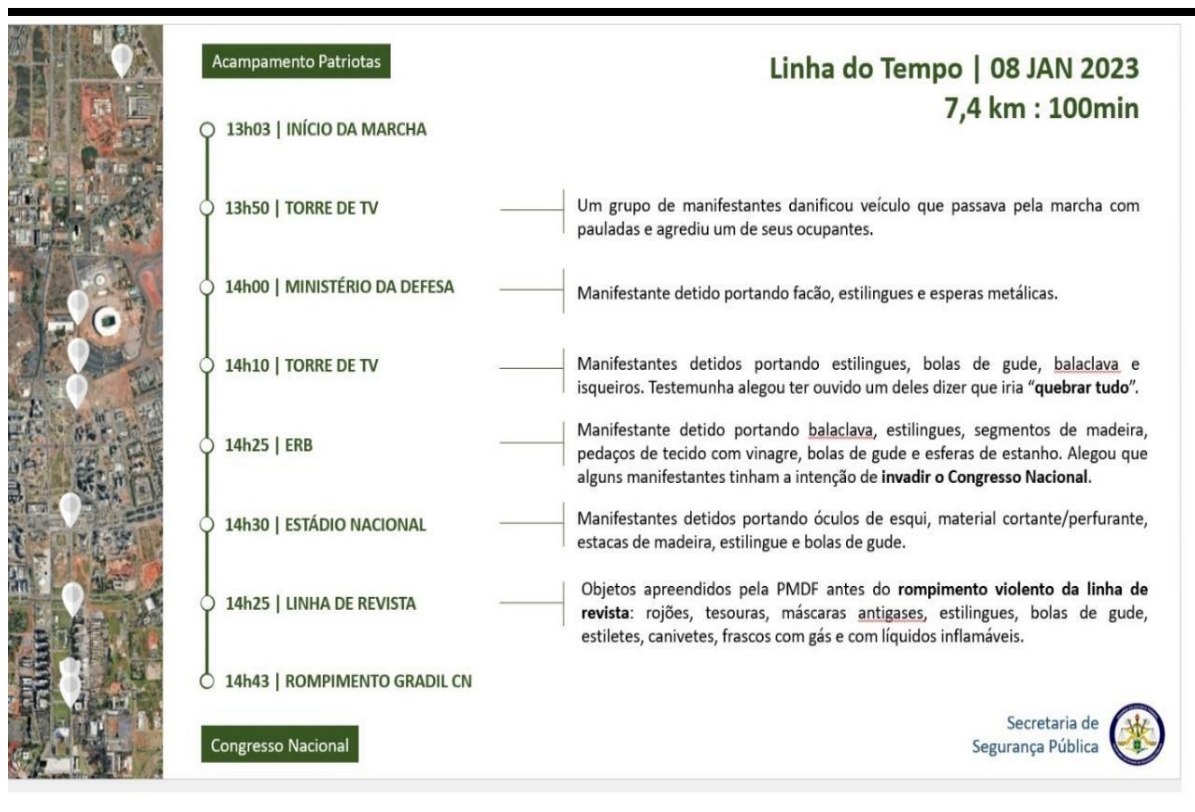 Acampamento Patriotas
Linha do Tempo | 08 JAN 2023
7,4 km : 100min
13h03 | INÍCIO DA MARCHA
13h50 | TORRE DE TV
Um grupo de manifestantes danificou veículo que passava pela marcha com
pauladas e agrediu um de seus ocupantes.
14h00 | MINISTÉRIO DA DEFESA
Manifestante detido portando facão, estilingues e esperas metálicas.
14h10 | TORRE DE TV
Manifestantes detidos portando estilingues, bolas de gude, balaclava e
isqueiros. Testemunha alegou ter ouvido um deles dizer que iria “quebrar tudo”.
14h25 | ERB
Manifestante detido portando balaclava, estilingues, segmentos de madeira,
pedaços de tecido com vinagre, bolas de gude e esferas de estanho. Alegou que
alguns manifestantes tinham a intenção de invadir o Congresso Nacional.
14h30 | ESTÁDIO NACIONAL
Manifestantes detidos portando óculos de esqui, material cortante/perfurante,
estacas de madeira, estilingue e bolas de gude.
14h25 | LINHA DE REVISTA
Objetos apreendidos pela PMDF antes do rompimento violento da linha de
revista: rojões, tesouras, máscaras antigases, estilingues, bolas de gude,
estiletes, canivetes, frascos com gás e com líquidos inflamáveis.
14h43 | ROMPIMENTO GRADIL CN
Congresso Nacional
Secretaria de
Segurança Pública